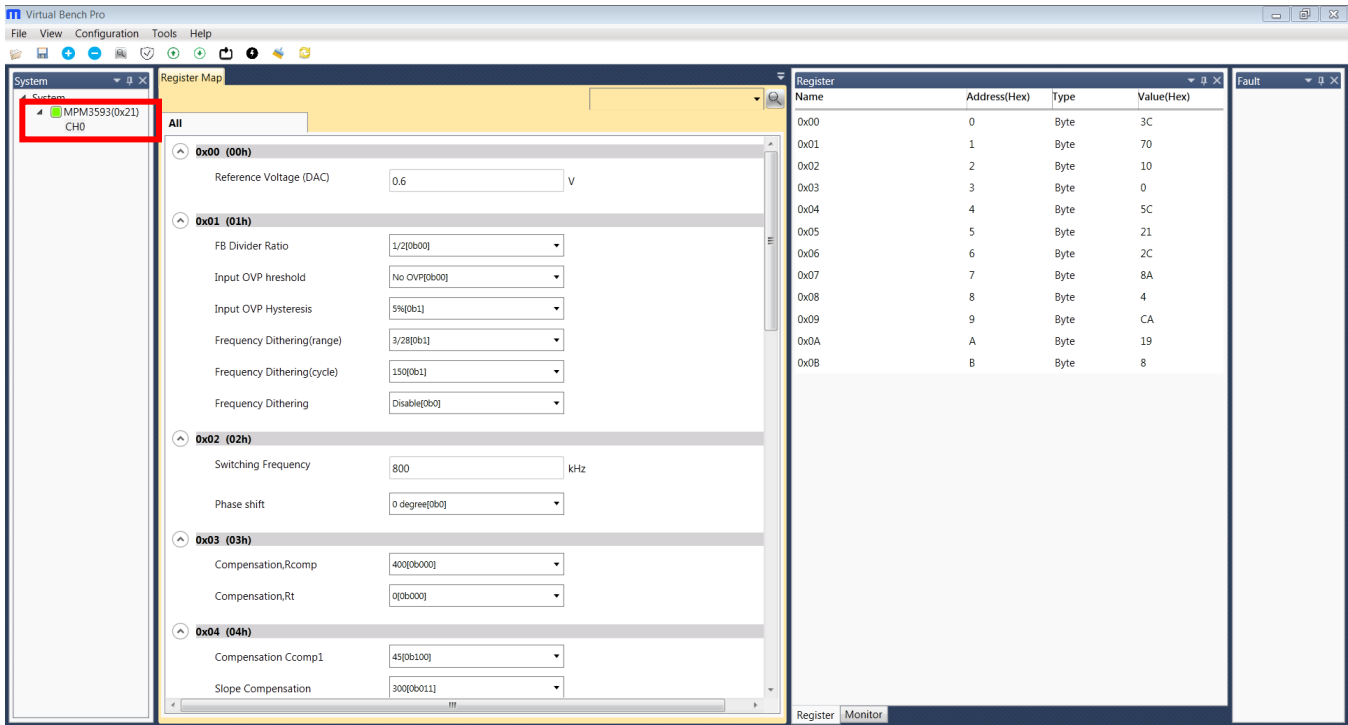 Virtual Bench Pro
File View Configuration Tools Help
System
System
MPM3593(0x21)
CH0
Register Map
All
0x00 (00h)
Reference Voltage (DAC) 0.6 V
0x01 (01h)
FB Divider Ratio 1/2[0b00]
Input OVP hreshold No OVP[0b00]
Input OVP Hysteresis 5%[0b1]
Frequency Dithering(range) 3/28[0b1]
Frequency Dithering(cycle) 150[0b1]
Frequency Dithering Disable[0b0]
0x02 (02h)
Switching Frequency 800 kHz
Phase shift 0 degree[0b0]
0x03 (03h)
Compensation,Rcomp 400[0b000]
Compensation,Rt 0[0b000]
0x04 (04h)
Compensation Ccomp1 45[0b100]
Slope Compensation 300[0b011]
Register
Name Address(Hex) Type Value(Hex)
0x00 0 Byte 3C
0x01 1 Byte 70
0x02 2 Byte 10
0x03 3 Byte 0
0x04 4 Byte 5C
0x05 5 Byte 21
0x06 6 Byte 2C
0x07 7 Byte 8A
0x08 8 Byte 4
0x09 9 Byte CA
0x0A A Byte 19
0x0B B Byte 8
Register Monitor
Fault